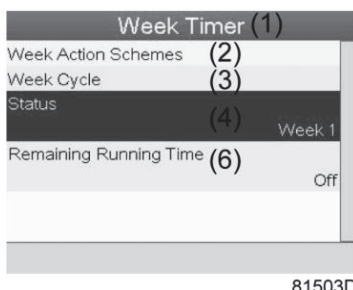 Week Timer (1)
Week Action Schemes (2)
Week Cycle (3)
Status
(4)
Week 1
Remaining Running Time (6)
Off
81503D